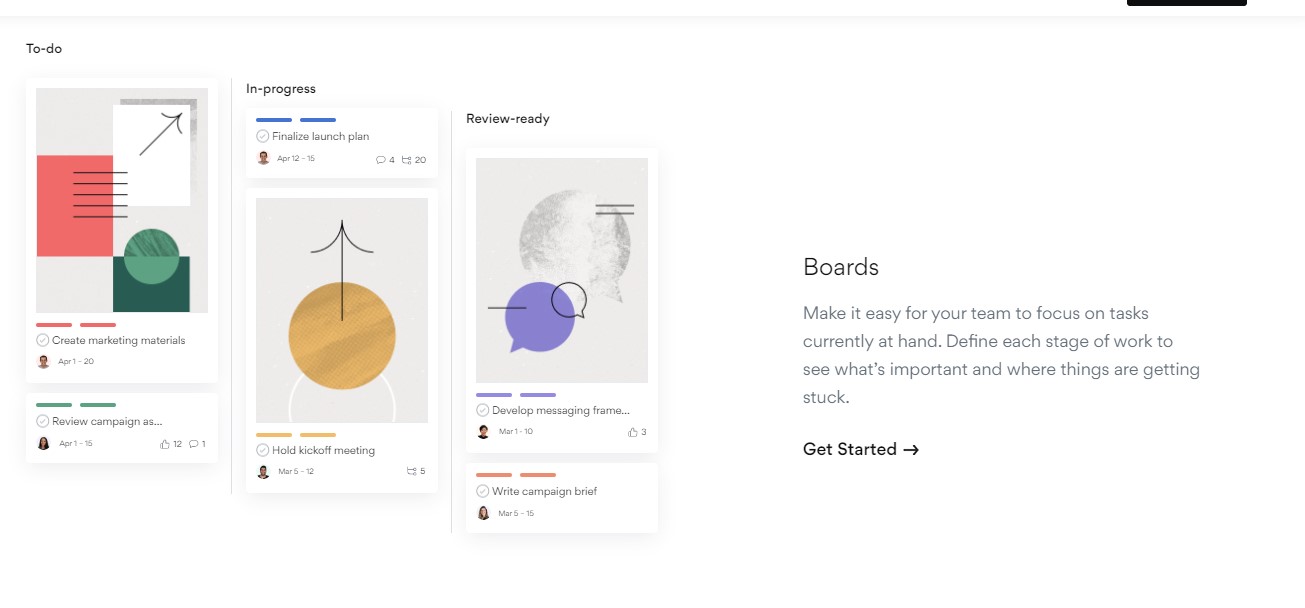 To-do
Create marketing materials
Apr 1 – 20
Review campaign as...
Apr 1 – 15
12
1
In-progress
Finalize launch plan
Apr 12 – 15
4
20
Hold kickoff meeting
Mar 5 – 12
5
Review-ready
Develop messaging frame...
Mar 1 - 10
3
Write campaign brief
Mar 5 – 15
Boards
Make it easy for your team to focus on tasks
currently at hand. Define each stage of work to
see what’s important and where things are getting
stuck.
Get Started →